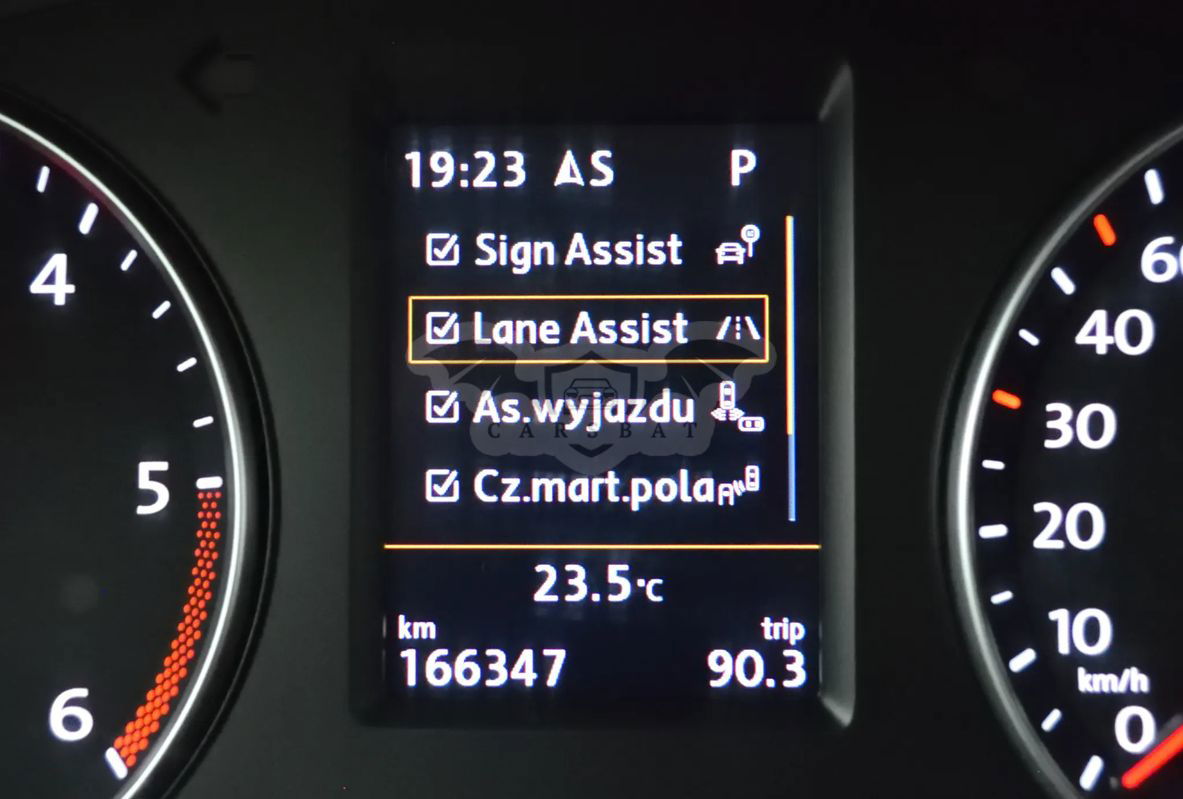 19:23 AS P
Sign Assist
Lane Assist
As.wyjazdu
CARSBAT
Cz.mart.pola
23.5°C
km trip
166347 90.3
4
5
6
60
40
30
20
10
km/h
0